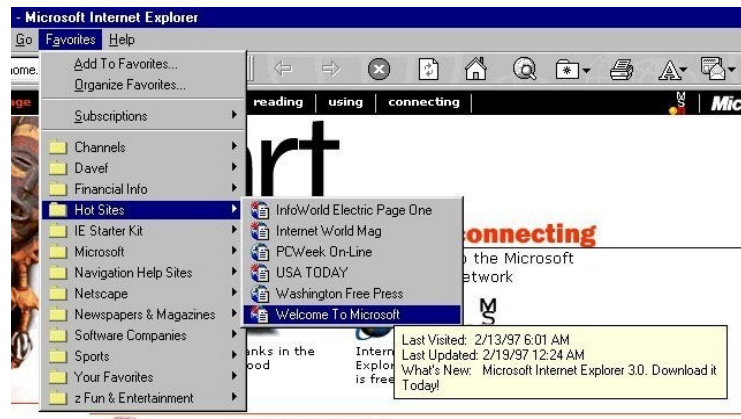 - Microsoft Internet Explorer
Go Favorites Help
Add To Favorites...
Organize Favorites...
Subscriptions
Channels
Davef
Financial Info
Hot Sites
IE Starter Kit
Microsoft
Navigation Help Sites
Netscape
Newspapers & Magazines
Software Companies
Sports
Your Favorites
z Fun & Entertainment
ome.
reading | using | connecting |
MS | Mic
art
InfoWorld Electric Page One
Internet World Mag
PCWeek On-Line
USA TODAY
Washington Free Press
Welcome To Microsoft
onnecting
the Microsoft
etwork
MS
anks in the
ood
Intern
Explor
is free
Last Visited: 2/13/97 6:01 AM
Last Updated: 2/19/97 12:24 AM
What's New: Microsoft Internet Explorer 3.0. Download it
Today!